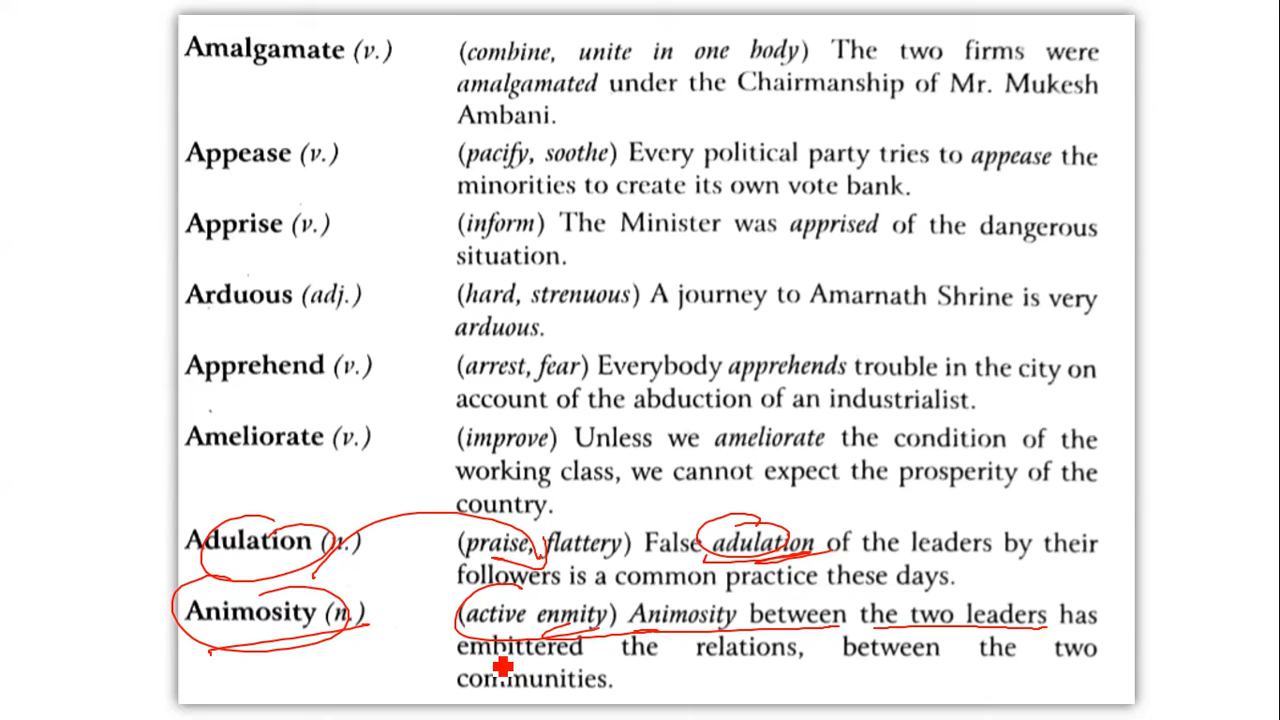 Amalgamate (v.) (combine, unite in one body) The two firms were
amalgamated under the Chairmanship of Mr. Mukesh
Ambani.
Appease (v.) (pacify, soothe) Every political party tries to appease the
minorities to create its own vote bank.
Apprise (v.) (inform) The Minister was apprised of the dangerous
situation.
Arduous (adj.) (hard, strenuous) A journey to Amarnath Shrine is very
arduous.
Apprehend (v.) (arrest, fear) Everybody apprehends trouble in the city on
account of the abduction of an industrialist.
Ameliorate (v.) (improve) Unless we ameliorate the condition of the
working class, we cannot expect the prosperity of the
country.
Adulation (n.) (praise, flattery) False adulation of the leaders by their
followers is a common practice these days.
Animosity (n.) (active enmity) Animosity between the two leaders has
embittered the relations, between the two
communities.